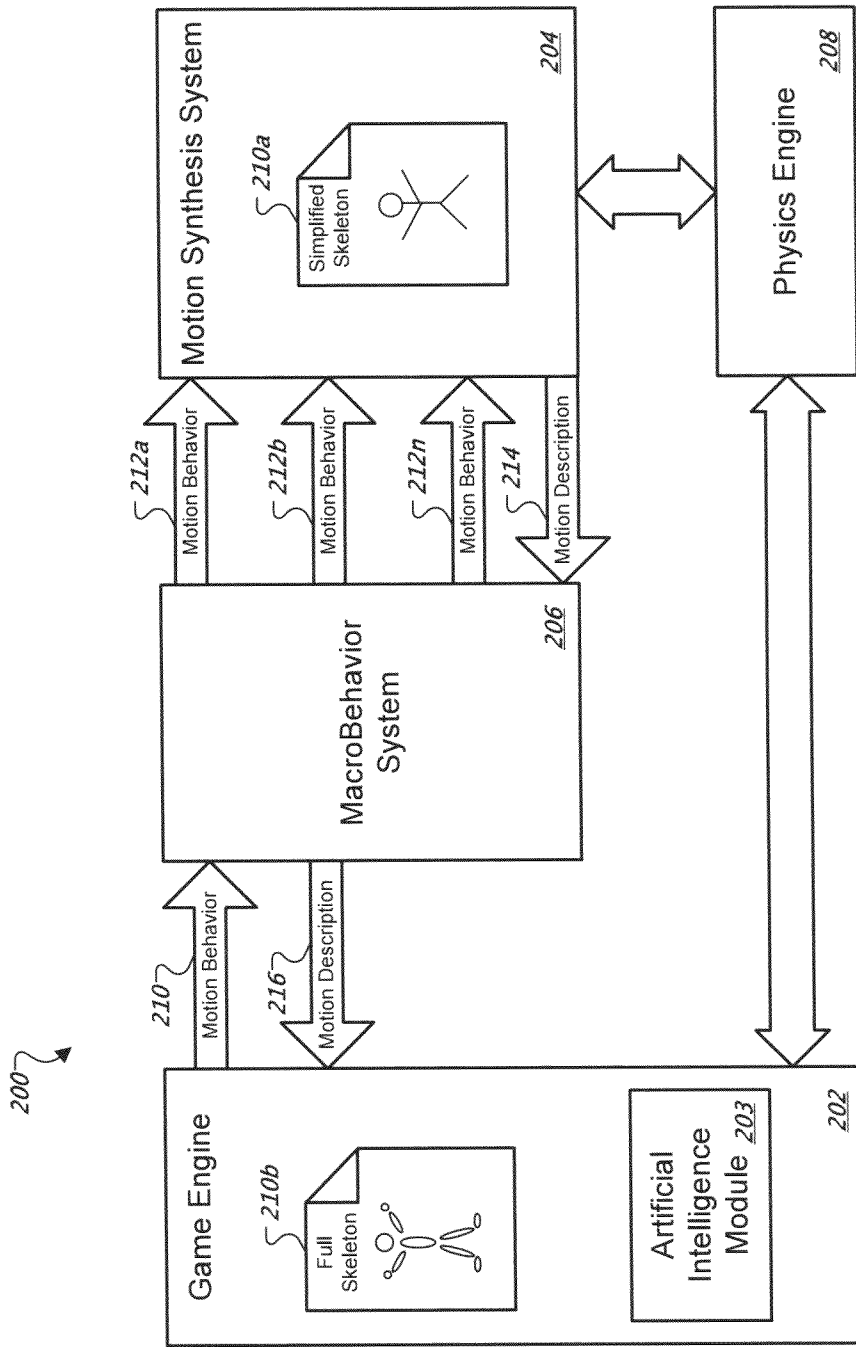 200
Game Engine
210b
Full
Skeleton
Artificial
Intelligence
Module 203
202
210
Motion Behavior
216
Motion Description
MacroBehavior
System
206
212a
Motion Behavior
212b
Motion Behavior
212n
Motion Behavior
214
Motion Description
Motion Synthesis System
210a
Simplified
Skeleton
204
Physics Engine
208